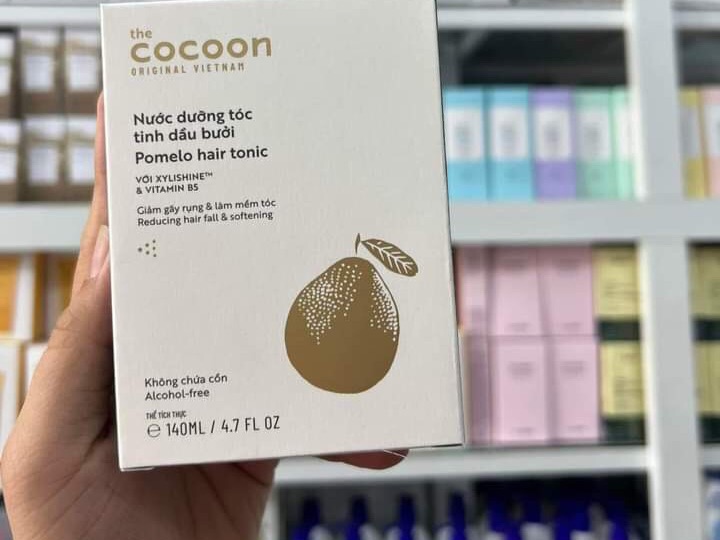 the
cocoon
ORIGINAL VIETNAM
Nước dưỡng tóc
tinh dầu bưởi
Pomelo hair tonic
VỚI XYLISHINE™
& VITAMIN B5
Giảm gãy rụng & làm mềm tóc
Reducing hair fall & softening
Không chứa cồn
Alcohol-free
THỂ TÍCH THỰC
℮ 140ML / 4.7 FL OZ